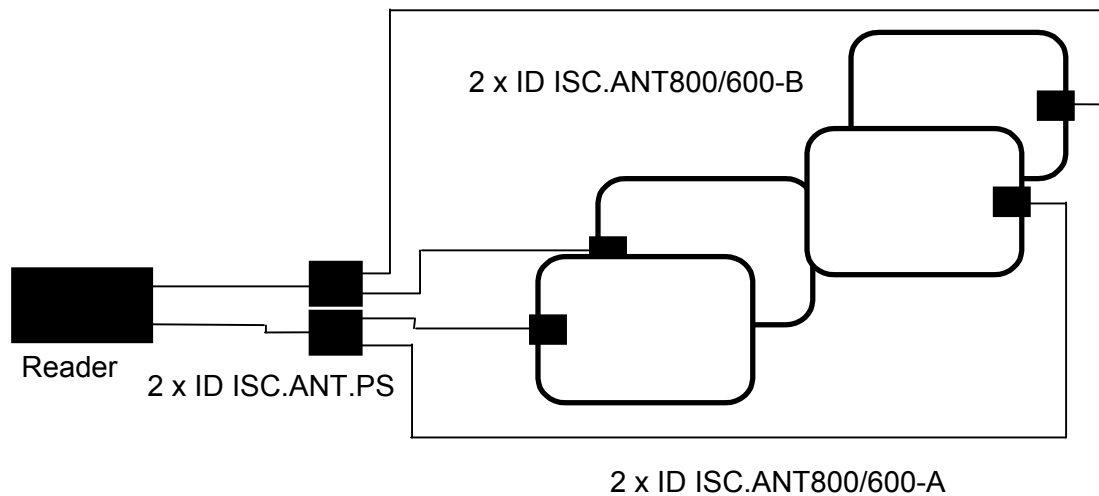 2 x ID ISC.ANT800/600-B
Reader
2 x ID ISC.ANT.PS
2 x ID ISC.ANT800/600-A